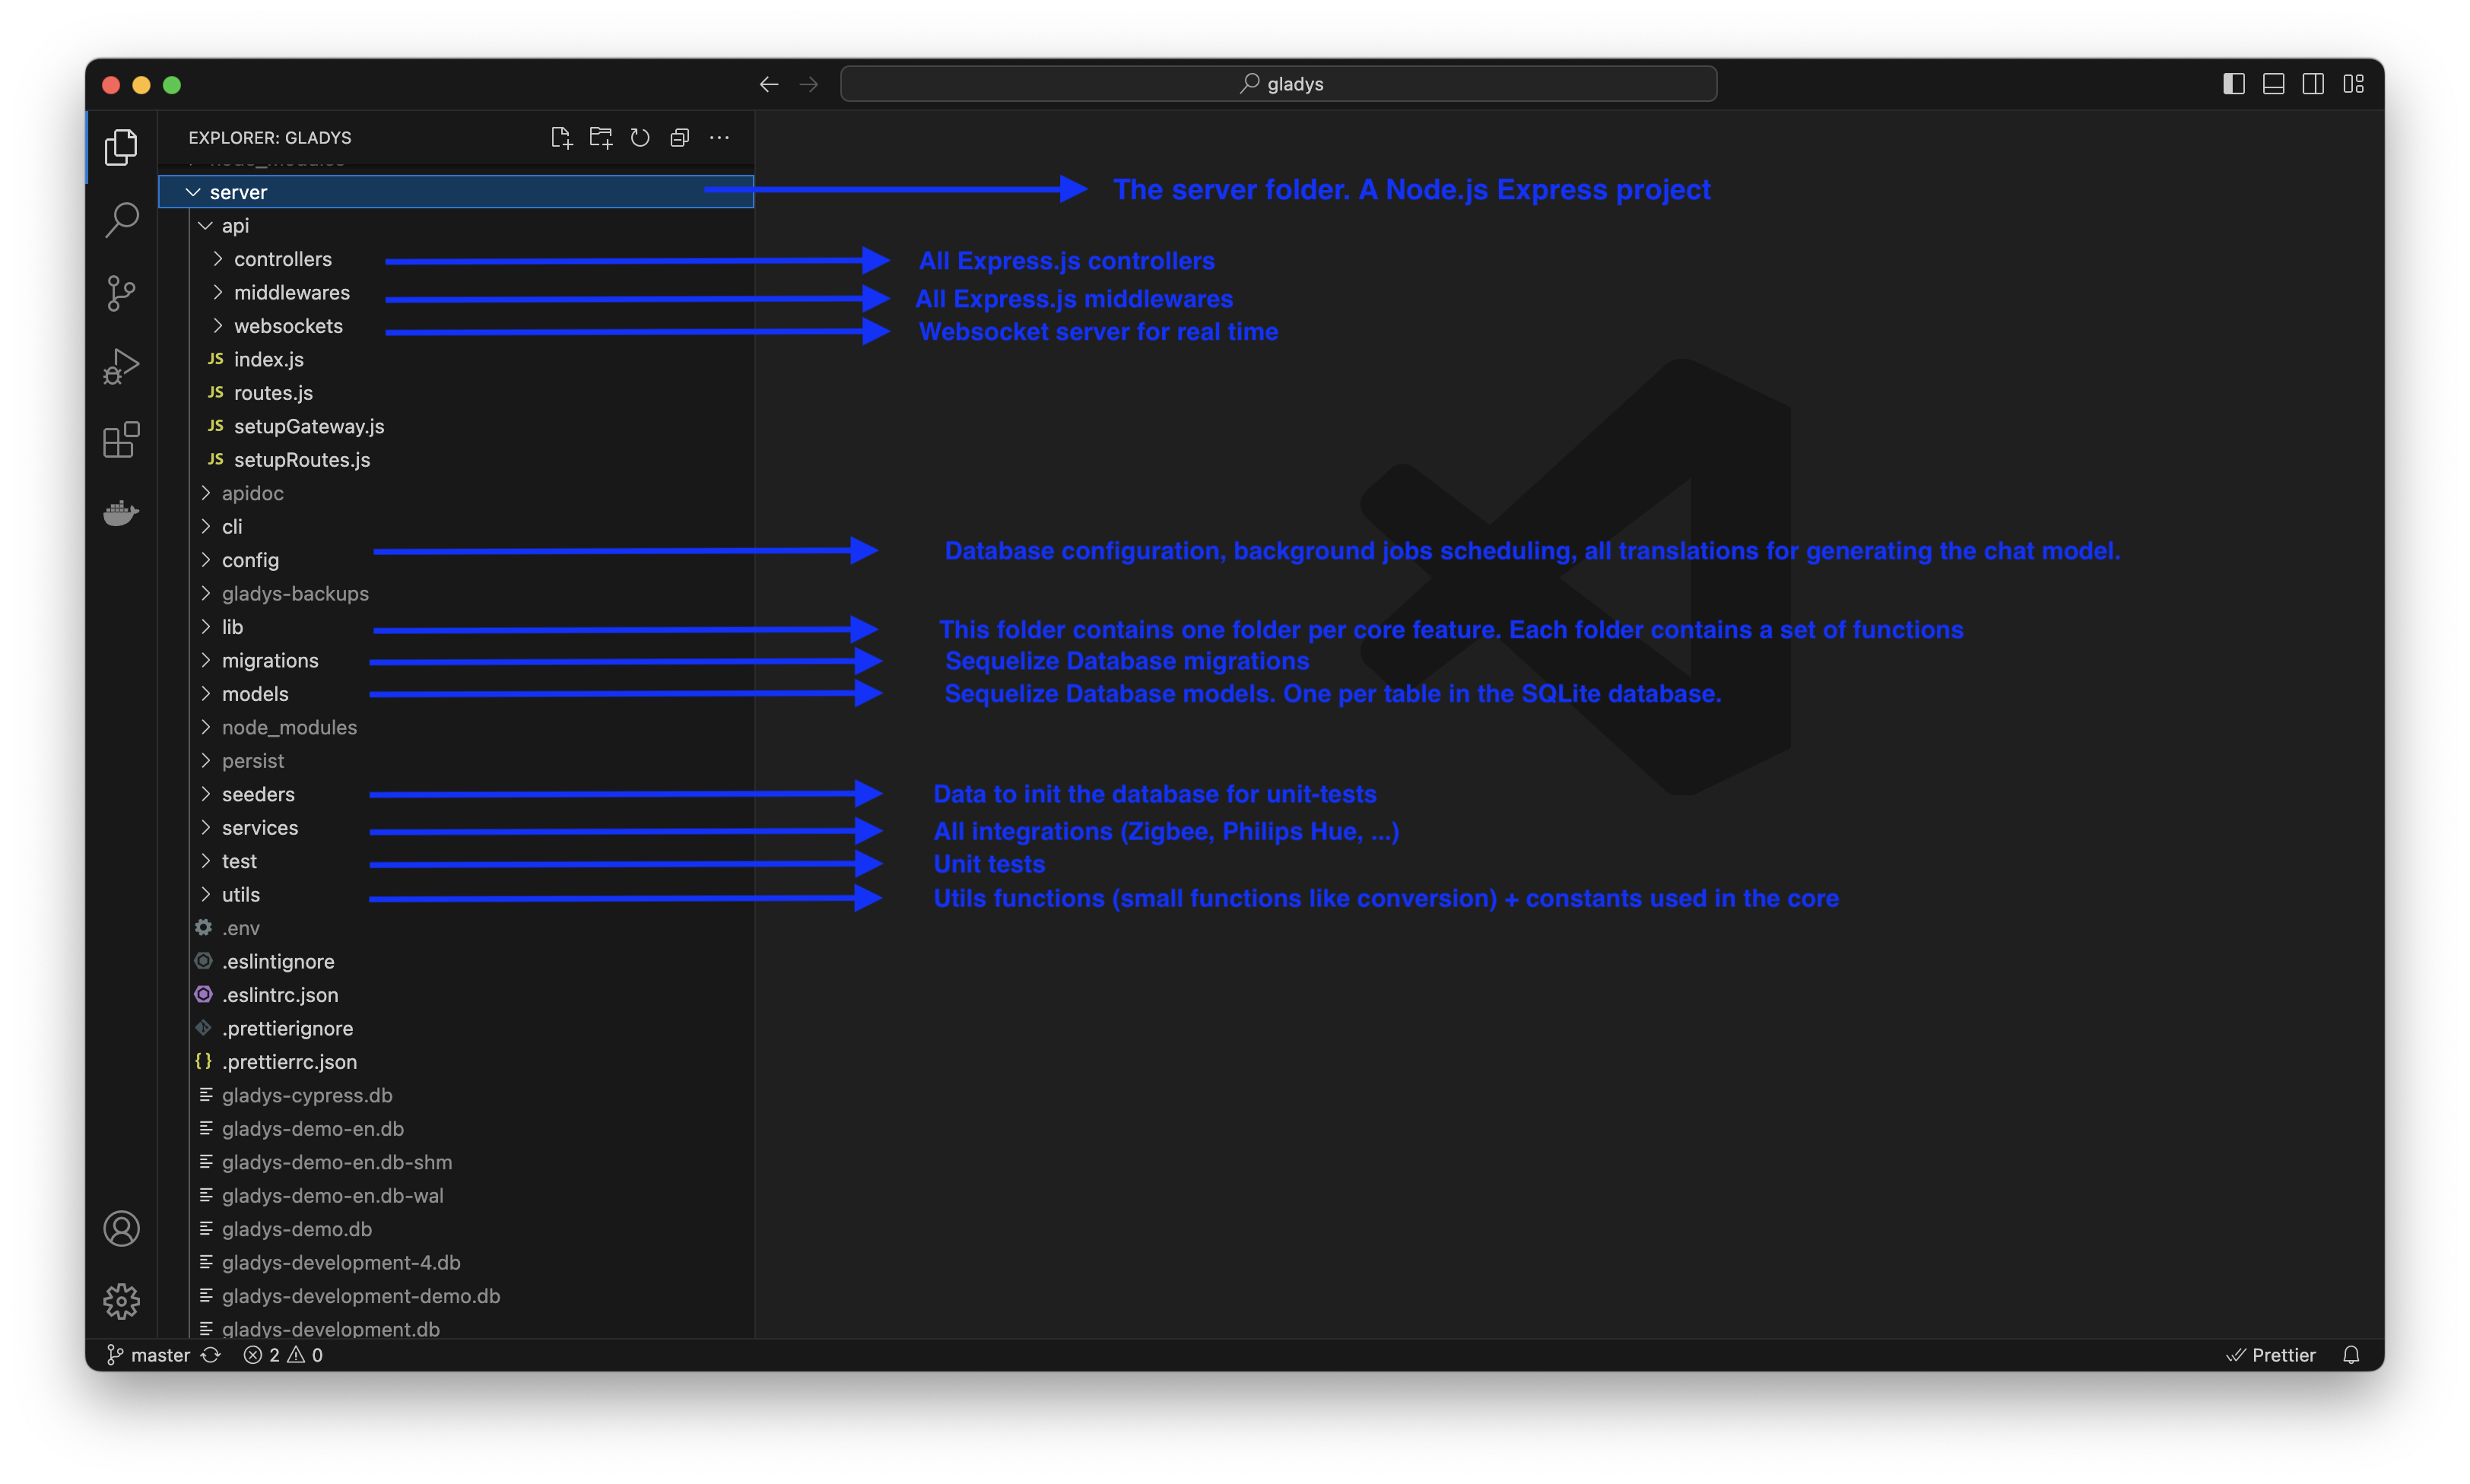 gladys
EXPLORER: GLADYS
node_modules
server
The server folder. A Node.js Express project
api
controllers
All Express.js controllers
middlewares
All Express.js middlewares
websockets
Websocket server for real time
JS index.js
JS routes.js
JS setupGateway.js
JS setupRoutes.js
apidoc
cli
config
Database configuration, background jobs scheduling, all translations for generating the chat model.
gladys-backups
lib
This folder contains one folder per core feature. Each folder contains a set of functions
migrations
Sequelize Database migrations
models
Sequelize Database models. One per table in the SQLite database.
node_modules
persist
seeders
Data to init the database for unit-tests
services
All integrations (Zigbee, Philips Hue, ...)
test
Unit tests
utils
Utils functions (small functions like conversion) + constants used in the core
.env
.eslintignore
.eslintrc.json
.prettierignore
{} .prettierrc.json
gladys-cypress.db
gladys-demo-en.db
gladys-demo-en.db-shm
gladys-demo-en.db-wal
gladys-demo.db
gladys-development-4.db
gladys-development-demo.db
gladys-development.db
master 2 0
Prettier